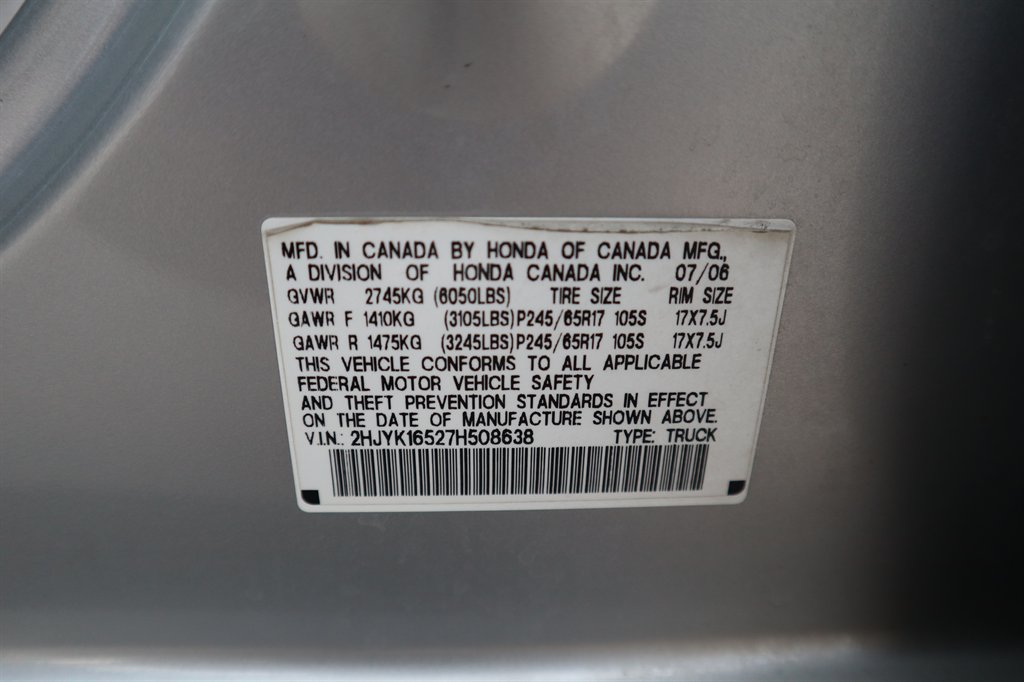 MFD. IN CANADA BY HONDA OF CANADA MFG.,
A DIVISION OF HONDA CANADA INC. 07/06
GVWR 2745KG (6050LBS) TIRE SIZE RIM SIZE
GAWR F 1410KG (3105LBS)P245/65R17 105S 17X7.5J
GAWR R 1475KG (3245LBS)P245/65R17 105S 17X7.5J
THIS VEHICLE CONFORMS TO ALL APPLICABLE
FEDERAL MOTOR VEHICLE SAFETY
AND THEFT PREVENTION STANDARDS IN EFFECT
ON THE DATE OF MANUFACTURE SHOWN ABOVE.
V.I.N.: 2HJYK16527H508638 TYPE: TRUCK